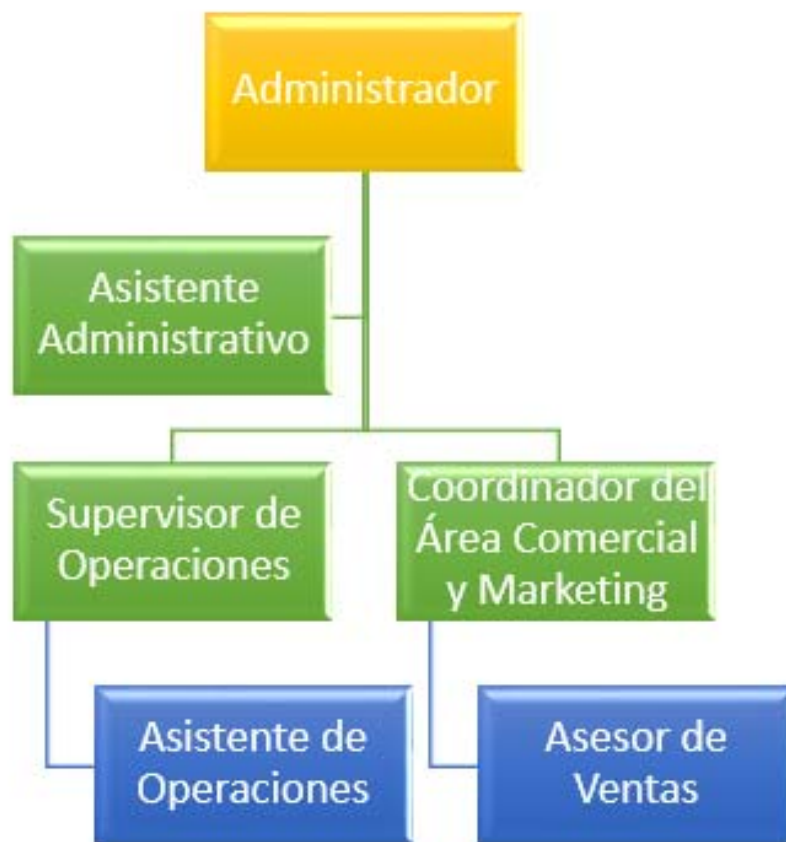 Administrador
Asistente
Administrativo
Supervisor de
Operaciones
Coordinador del
Área Comercial
y Marketing
Asistente de
Operaciones
Asesor de
Ventas